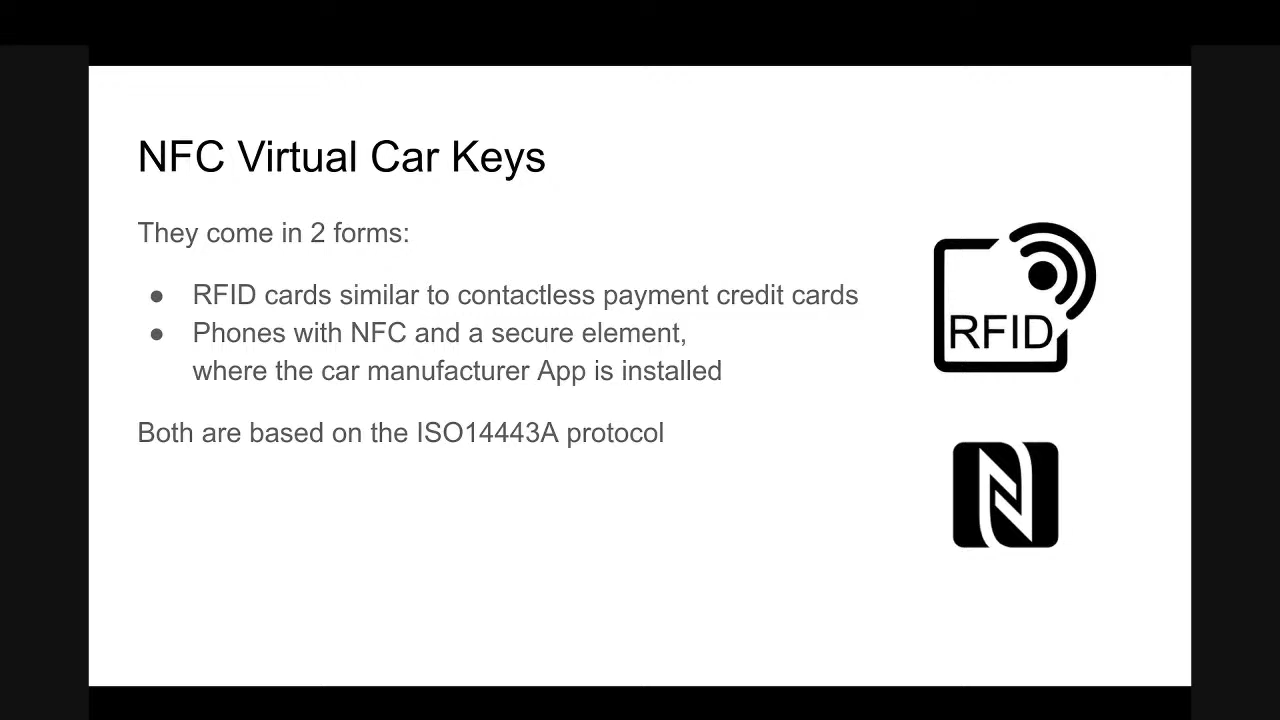 NFC Virtual Car Keys
They come in 2 forms:
● RFID cards similar to contactless payment credit cards
● Phones with NFC and a secure element,
where the car manufacturer App is installed
Both are based on the ISO14443A protocol
RFID
N